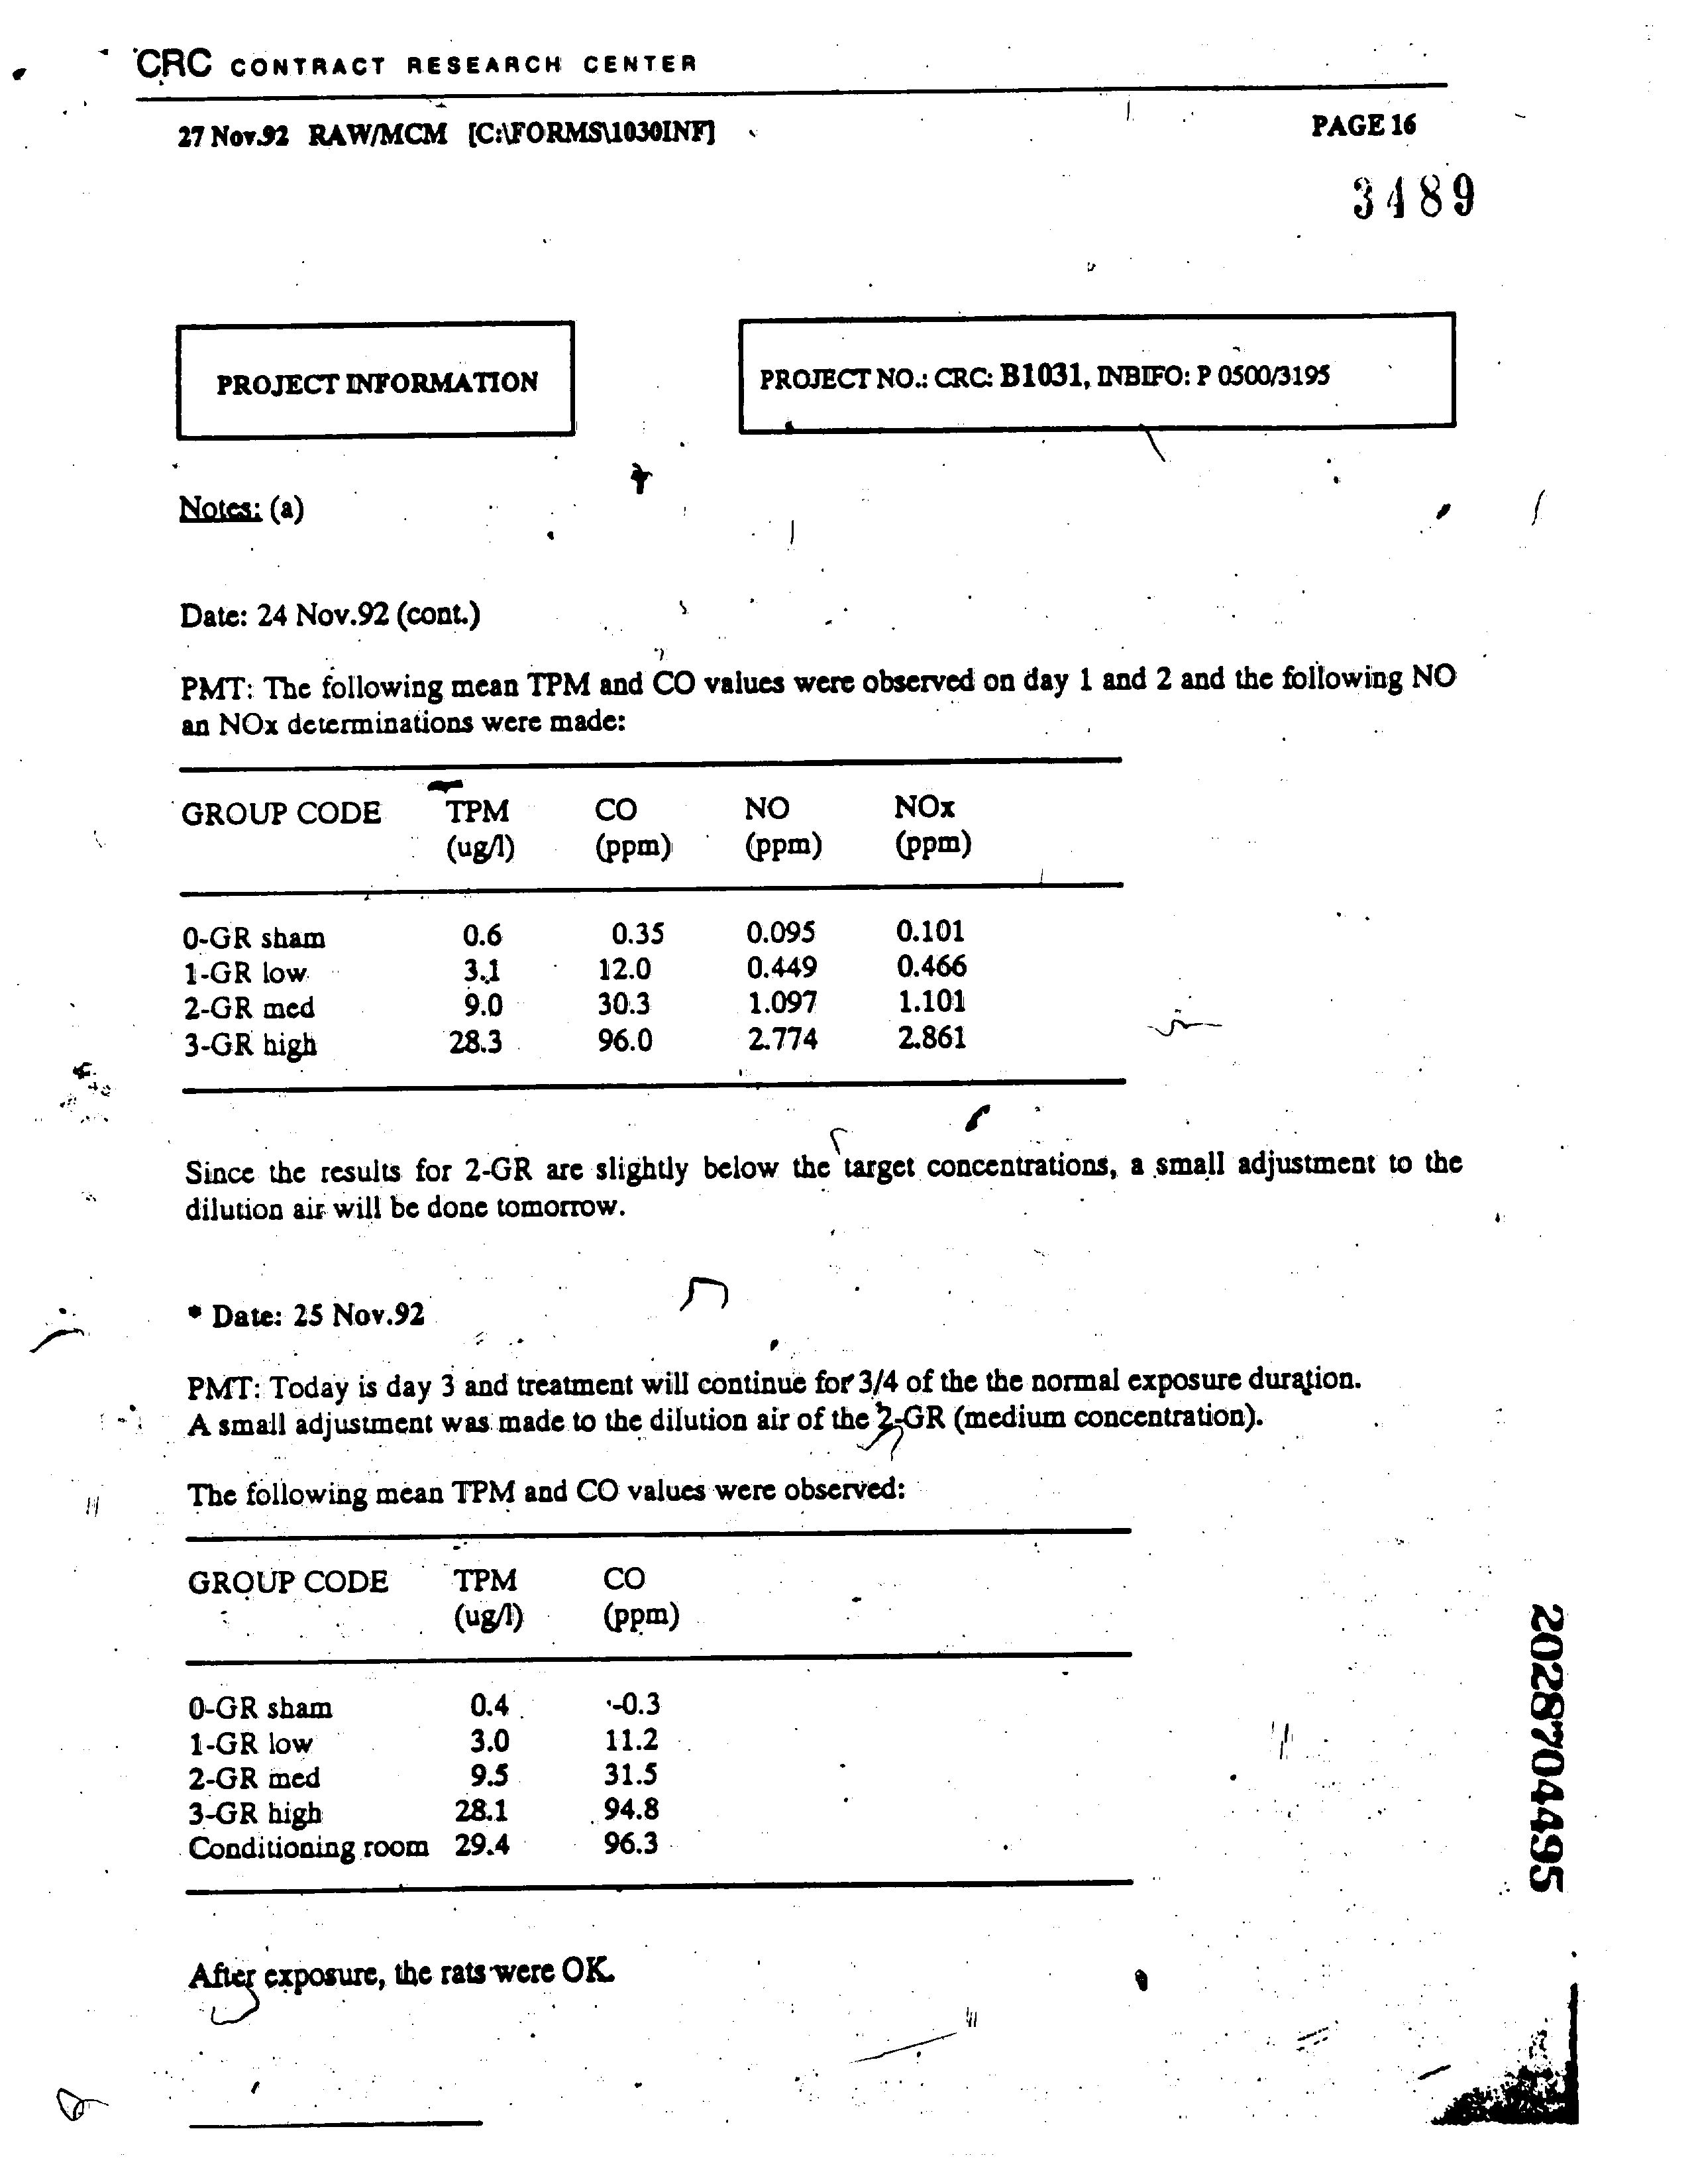 CRC CONTRACT RESEARCH CENTER
27 Nov.92 RAW/MCM [C:\FORMS\1030INF]
PAGE 16
3489
PROJECT INFORMATION
PROJECT NO.: CRC: B1031, INBIFO: P 0500/3195
Notes: (a)
Date: 24 Nov.92 (cont.)
PMT: The following mean TPM and CO values were observed on day 1 and 2 and the following NO
an NOx determinations were made:
GROUP CODE TPM CO NO NOx
(ug/l) (ppm) (ppm) (ppm)
0-GR sham 0.6 0.35 0.095 0.101
1-GR low 3.1 12.0 0.449 0.466
2-GR med 9.0 30.3 1.097 1.101
3-GR high 28.3 96.0 2.774 2.861
Since the results for 2-GR are slightly below the target concentrations, a small adjustment to the
dilution air will be done tomorrow.
* Date: 25 Nov.92
PMT: Today is day 3 and treatment will continue for 3/4 of the the normal exposure duration.
A small adjustment was made to the dilution air of the 2-GR (medium concentration).
The following mean TPM and CO values were observed:
GROUP CODE TPM CO
(ug/l) (ppm)
0-GR sham 0.4 -0.3
1-GR low 3.0 11.2
2-GR med 9.5 31.5
3-GR high 28.1 94.8
Conditioning room 29.4 96.3
After exposure, the rats were OK.
2028704495